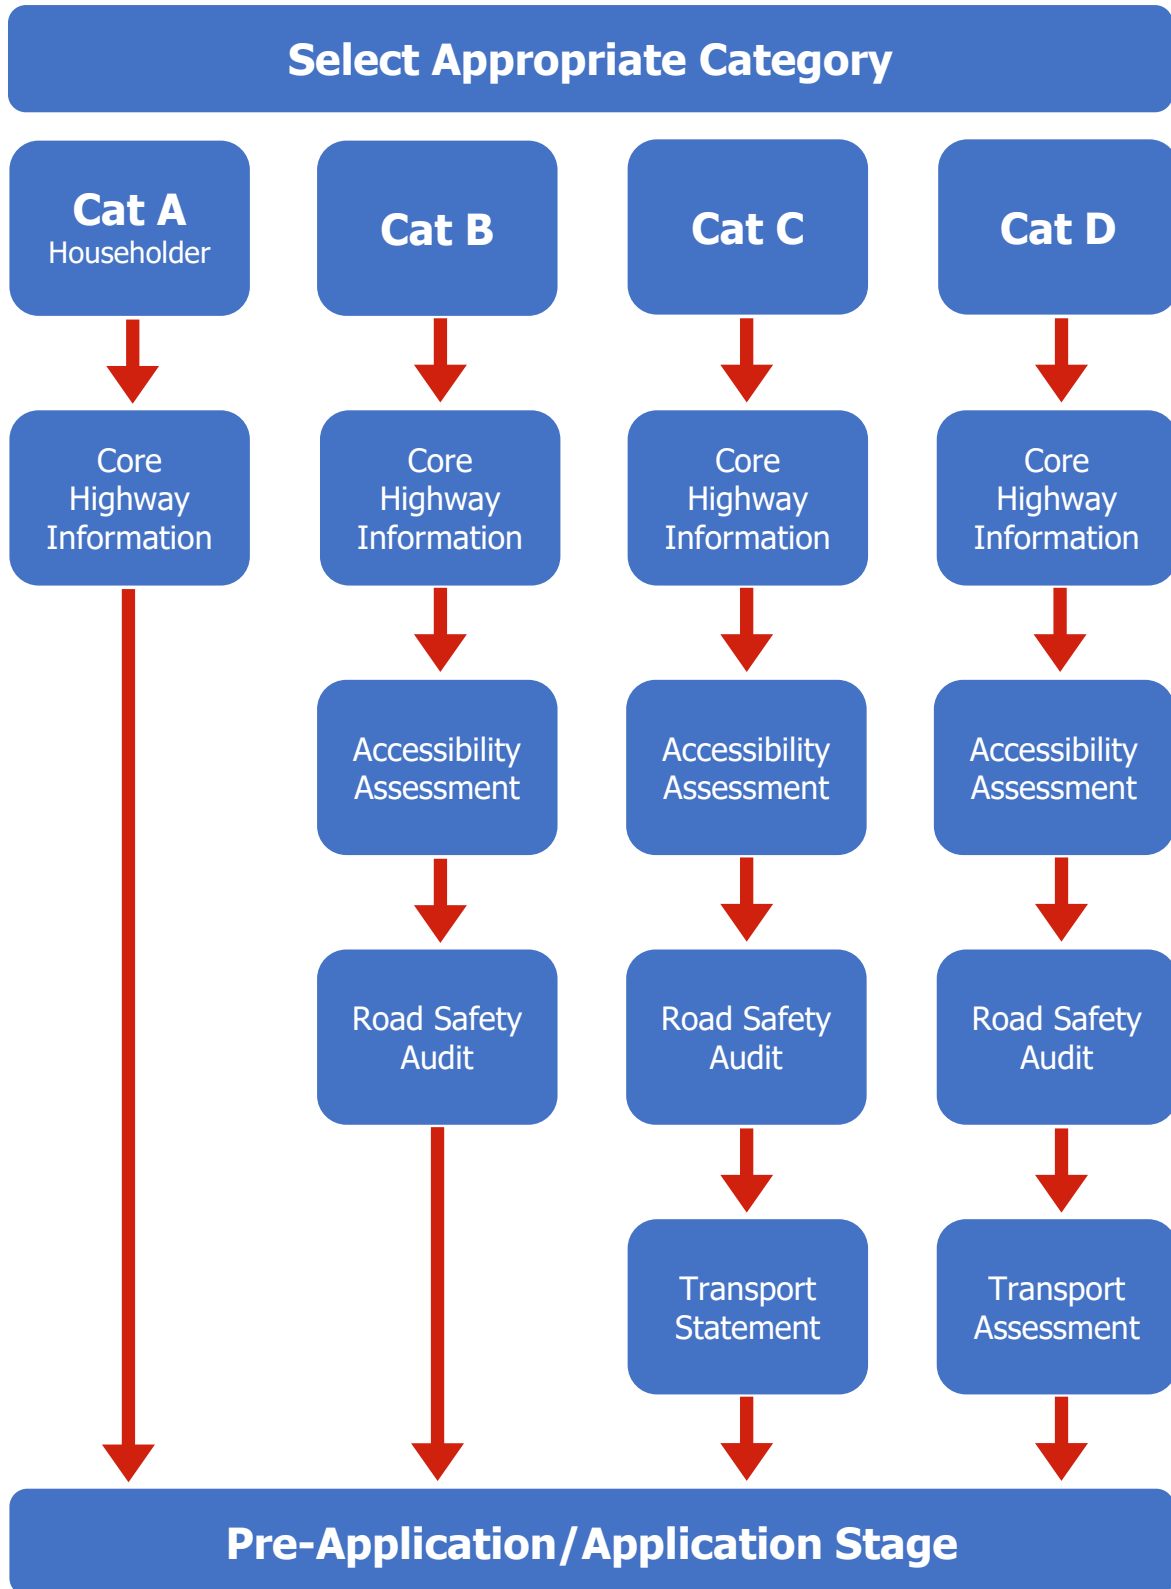 Select Appropriate Category
Cat A
Householder
Cat B
Cat C
Cat D
Core
Highway
Information
Core
Highway
Information
Core
Highway
Information
Core
Highway
Information
Accessibility
Assessment
Accessibility
Assessment
Accessibility
Assessment
Road Safety
Audit
Road Safety
Audit
Road Safety
Audit
Transport
Statement
Transport
Assessment
Pre-Application/Application Stage